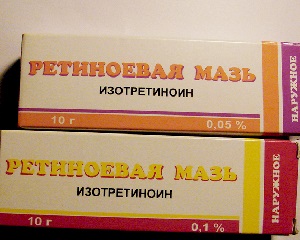 РЕТИНОЕВАЯ МАЗЬ
ИЗОТРЕТИНОИН
10 г 0,05 %
НАРУЖНОЕ
РЕТИНОЕВАЯ МАЗЬ
ИЗОТРЕТИНОИН
10 г 0,1 %
НАРУЖНОЕ